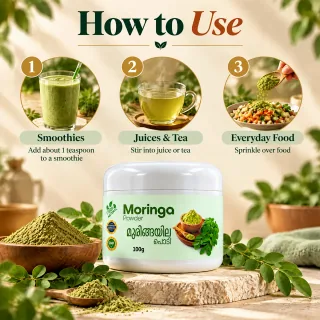 How to Use
1
2
3
Smoothies
Add about 1 teaspoon
to a smoothie
Juices & Tea
Stir into juice or tea
Everyday Food
Sprinkle over food
Moringa
Powder
മുരിങ്ങയില
പൊടി
100g